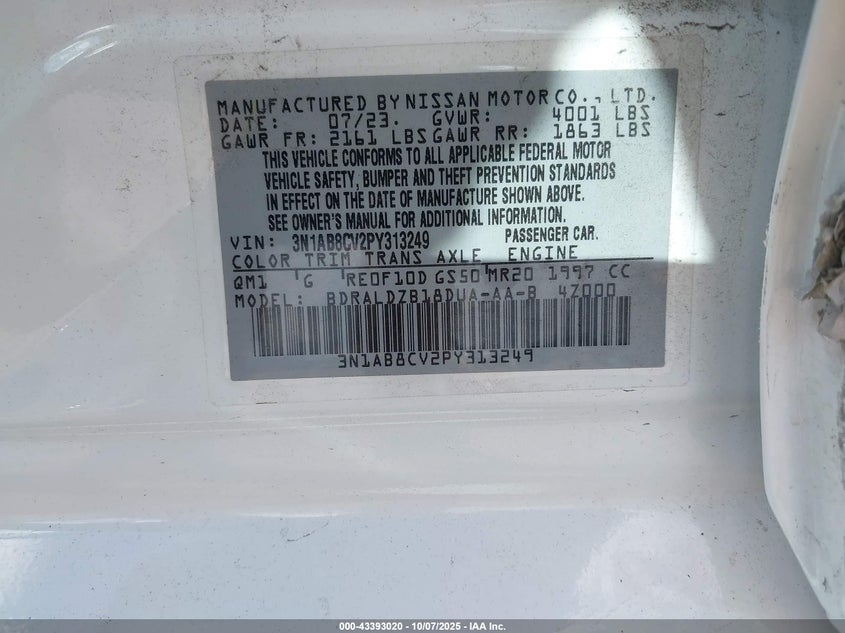 MANUFACTURED BY NISSAN MOTOR CO., LTD.
DATE: 07/23. GVWR: 4001 LBS
GAWR FR: 2161 LBS GAWR RR: 1863 LBS
THIS VEHICLE CONFORMS TO ALL APPLICABLE FEDERAL MOTOR
VEHICLE SAFETY, BUMPER AND THEFT PREVENTION STANDARDS
IN EFFECT ON THE DATE OF MANUFACTURE SHOWN ABOVE.
SEE OWNER'S MANUAL FOR ADDITIONAL INFORMATION.
VIN: 3N1AB8CV2PY313249 PASSENGER CAR.
COLOR TRIM TRANS AXLE ENGINE
QM1 G RE0F10D GS50 MR20 1997 CC
MODEL: BDRALDZB18DUA-AA-B 4Z000
3N1AB8CV2PY313249
000-43393020 - 10/07/2025 - IAA Inc.